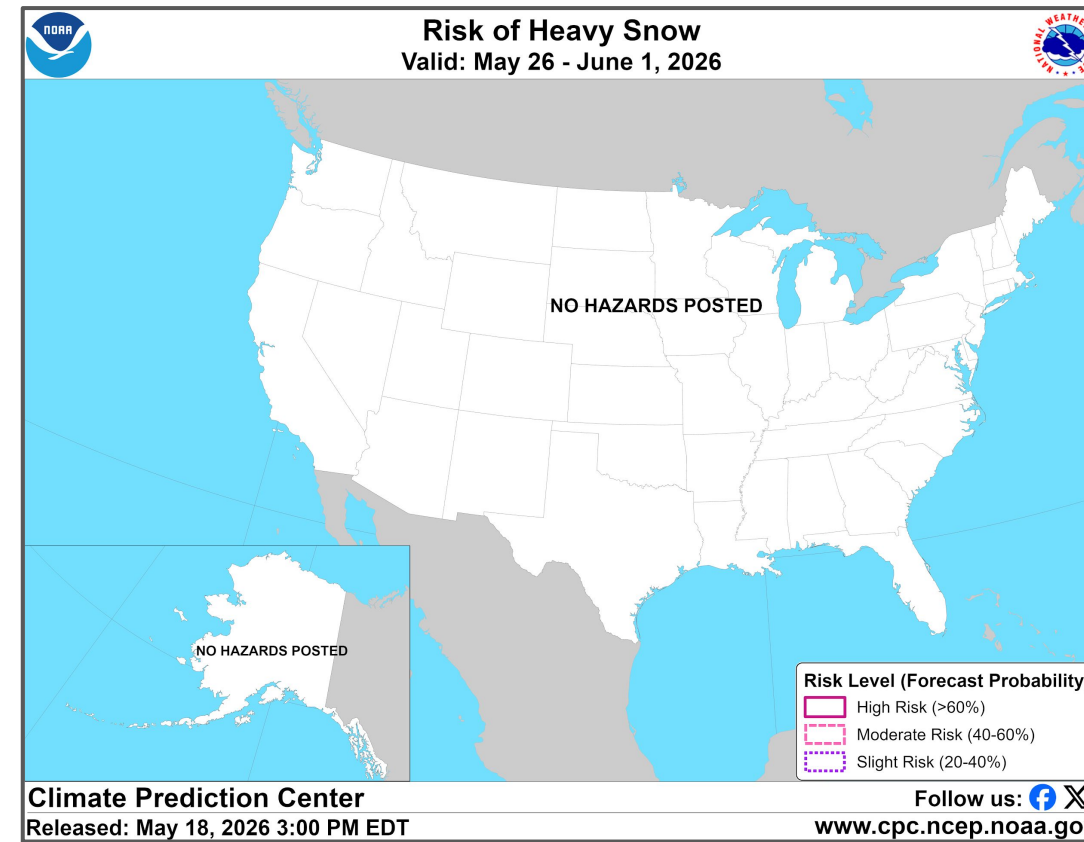 NOAA
Risk of Heavy Snow
Valid: May 26 - June 1, 2026
NATIONAL WEATHE
NO HAZARDS POSTED
NO HAZARDS POSTED
Risk Level (Forecast Probability
High Risk (>60%)
Moderate Risk (40-60%)
Slight Risk (20-40%)
Climate Prediction Center
Follow us:
Released: May 18, 2026 3:00 PM EDT
www.cpc.ncep.noaa.go